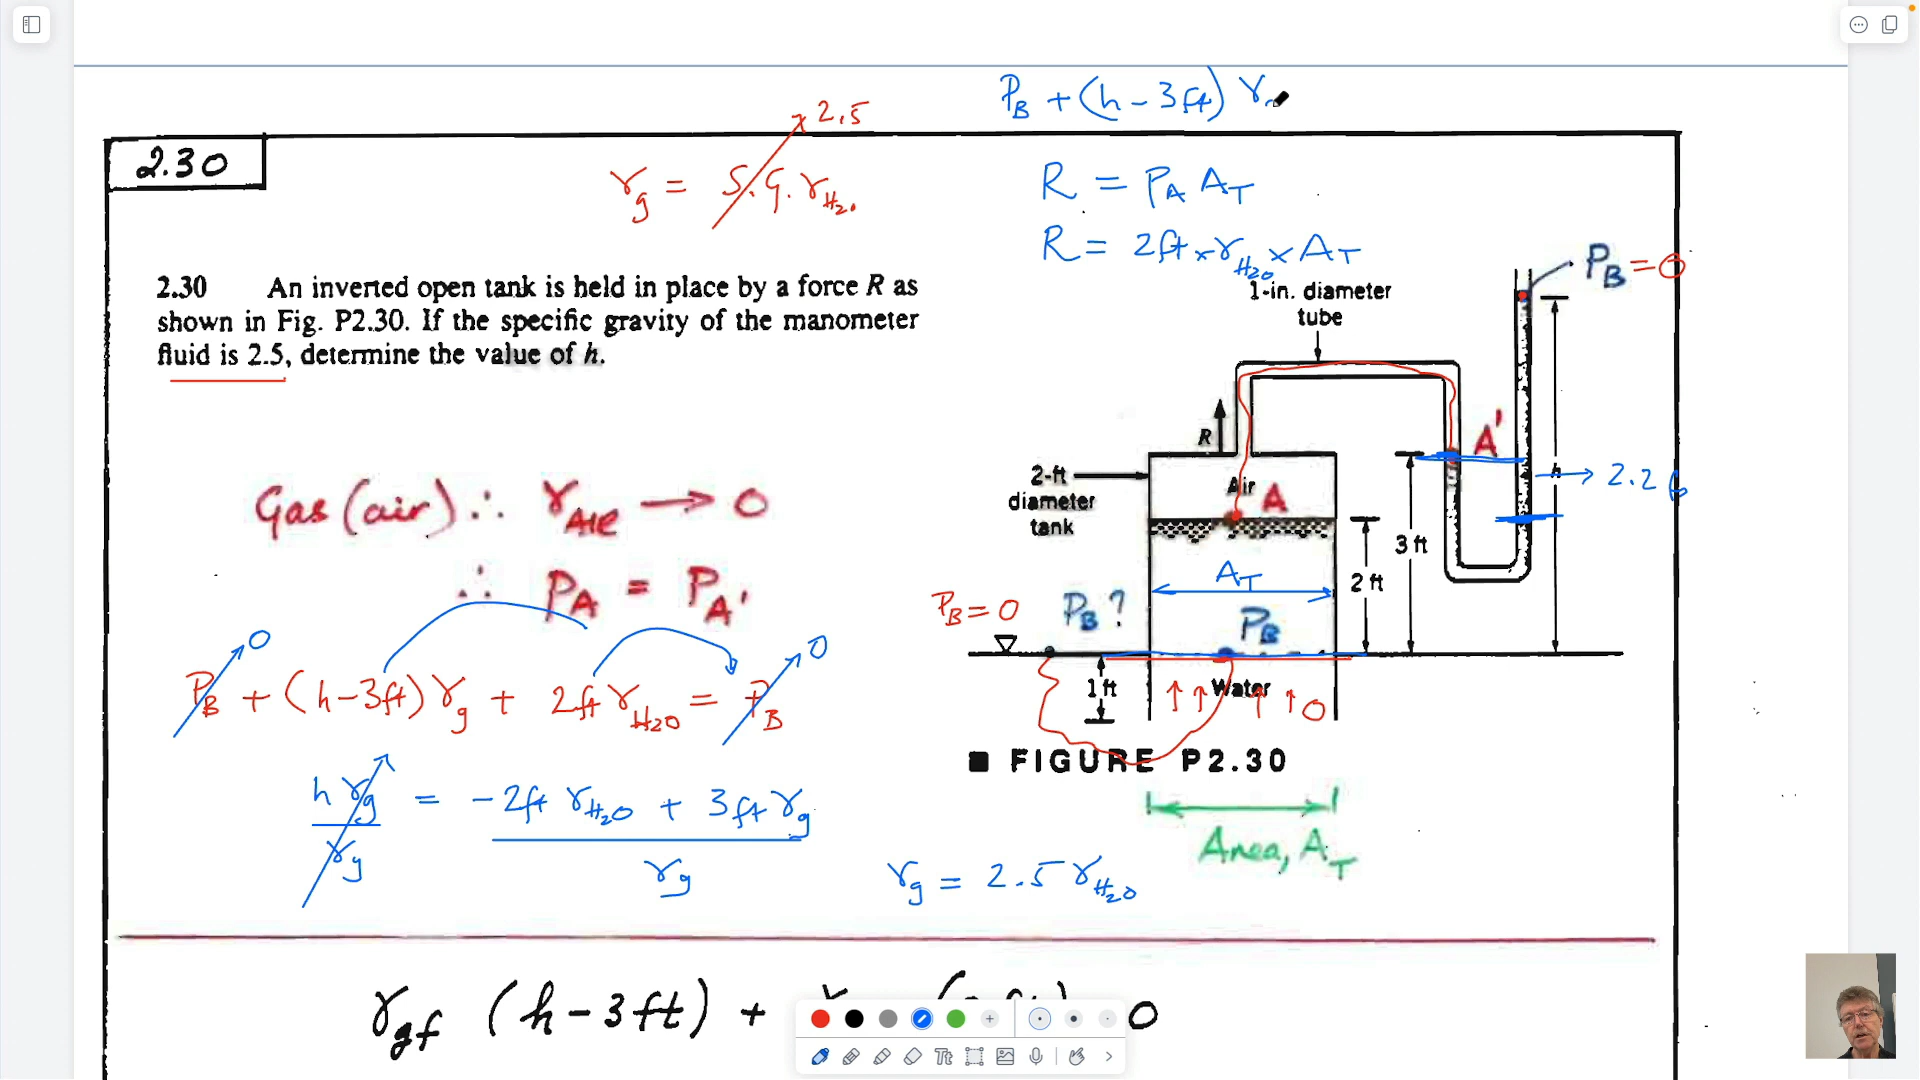 P_B + (h - 3ft) γ
2.30
γ_g = S.G. γ_H₂O
2.5
R = P_A A_T
R = 2ft × γ_H₂O × A_T
2.30 An inverted open tank is held in place by a force R as
shown in Fig. P2.30. If the specific gravity of the manometer
fluid is 2.5, determine the value of h.
1-in. diameter
tube
P_B = 0
R
A'
2-ft
diameter
tank
Air A
h
2.2
3 ft
2 ft
A_T
Gas (air) ∴ γ_AIR → 0
∴ P_A = P_A'
P_B = 0
P_B ?
P_B
0
0
P_B + (h - 3ft) γ_g + 2ft γ_H₂O = P_B
1 ft
Water
0
FIGURE P2.30
h γ_g / γ_g = (-2ft γ_H₂O + 3ft γ_g) / γ_g
γ_g = 2.5 γ_H₂O
Area, A_T
γ_gf (h - 3ft) +
0
Tt